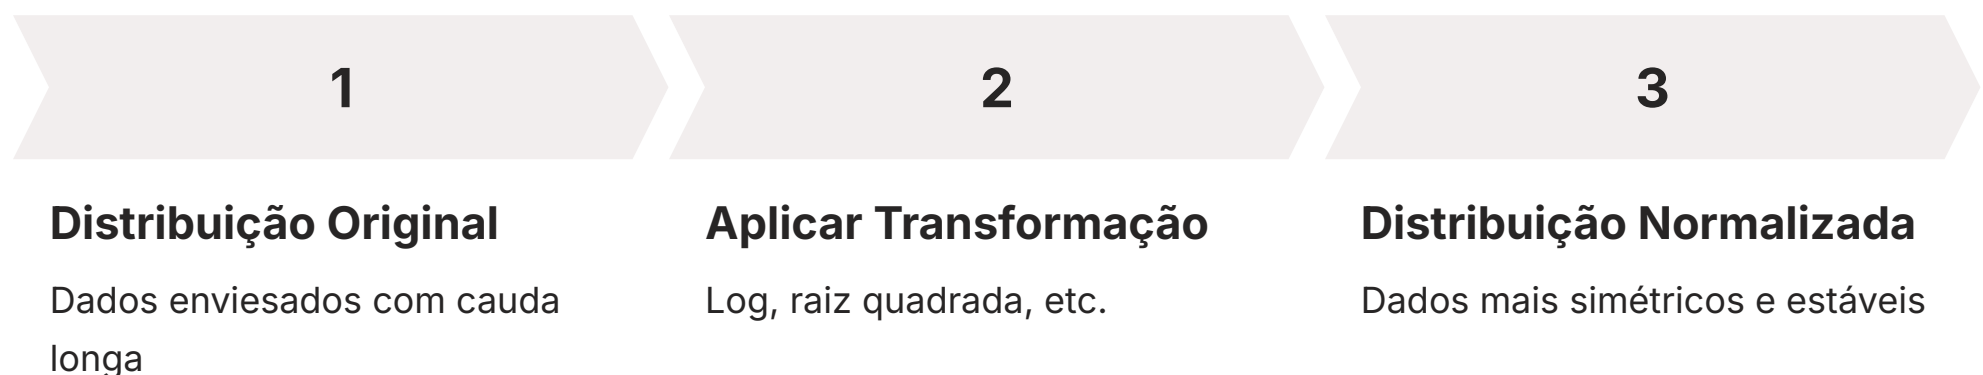 1
2
3
Distribuição Original
Dados enviesados com cauda
longa
Aplicar Transformação
Log, raiz quadrada, etc.
Distribuição Normalizada
Dados mais simétricos e estáveis